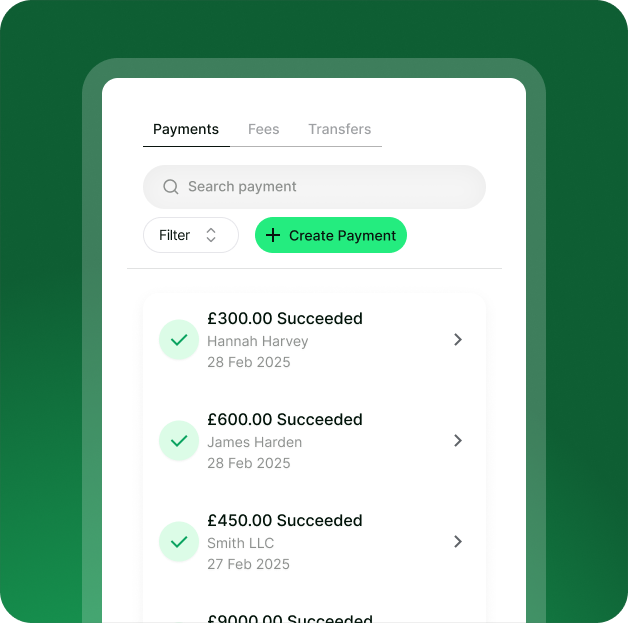 Payments Fees Transfers
Search payment
Filter + Create Payment
£300.00 Succeeded
Hannah Harvey
28 Feb 2025
£600.00 Succeeded
James Harden
28 Feb 2025
£450.00 Succeeded
Smith LLC
27 Feb 2025
£9000.00 Succeeded